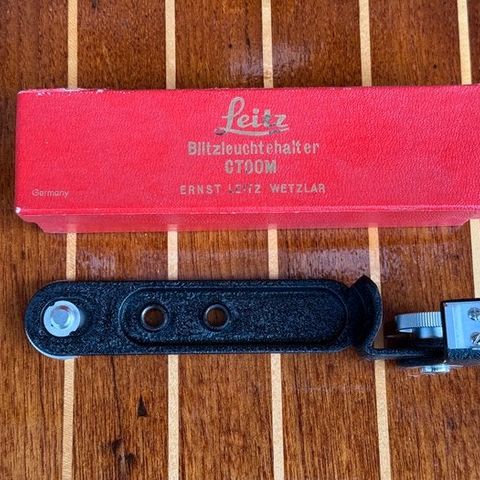 Leitz
Blitzleuchtehalter
CTOOM
Germany
ERNST LEITZ WETZLAR